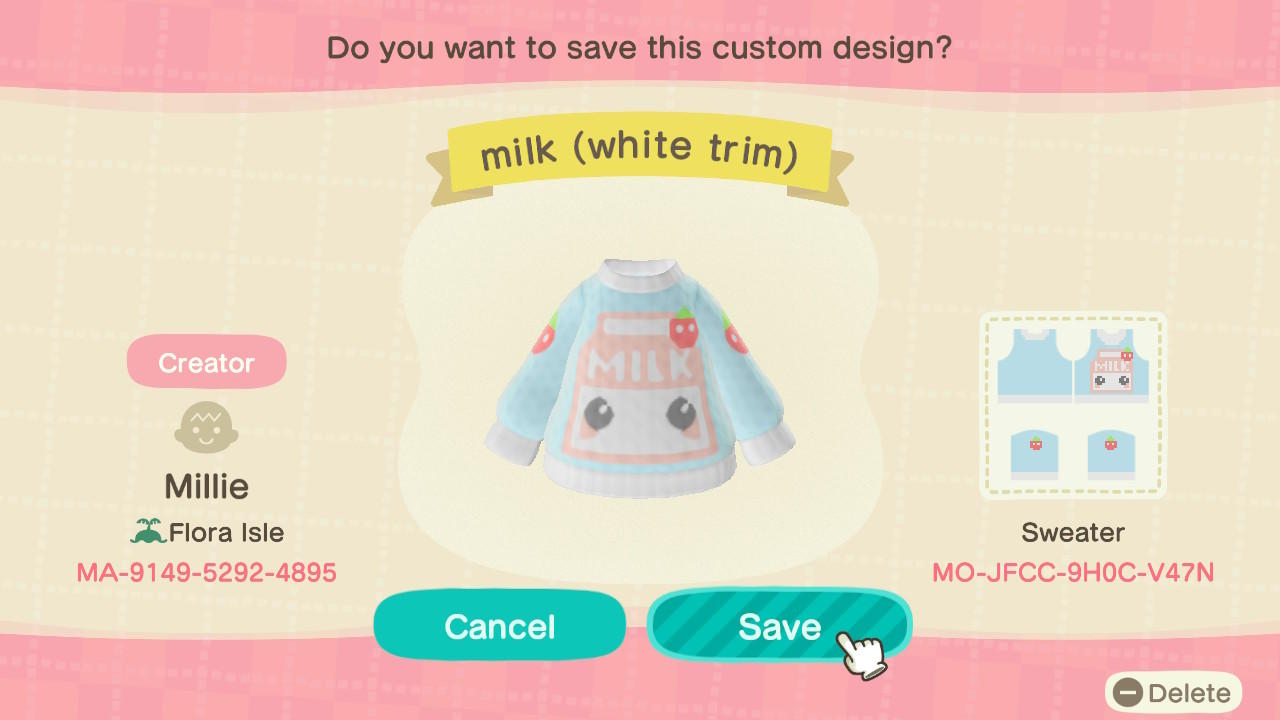 Do you want to save this custom design?
milk (white trim)
MILK
Creator
Millie
Flora Isle
MA-9149-5292-4895
MILK
Sweater
MO-JFCC-9H0C-V47N
Cancel
Save
Delete